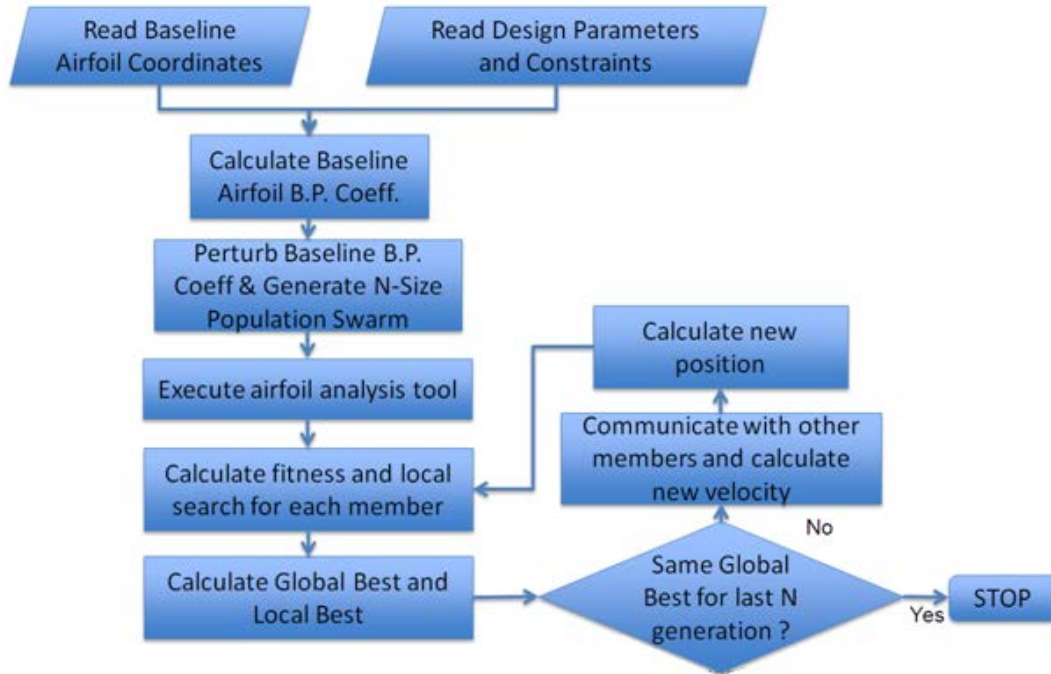 Read Baseline
Airfoil Coordinates
Read Design Parameters
and Constraints
Calculate Baseline
Airfoil B.P. Coeff.
Perturb Baseline B.P.
Coeff & Generate N-Size
Population Swarm
Execute airfoil analysis tool
Calculate fitness and local
search for each member
Calculate Global Best and
Local Best
Same Global
Best for last N
generation ?
No
Communicate with other
members and calculate
new velocity
Calculate new
position
Yes
STOP